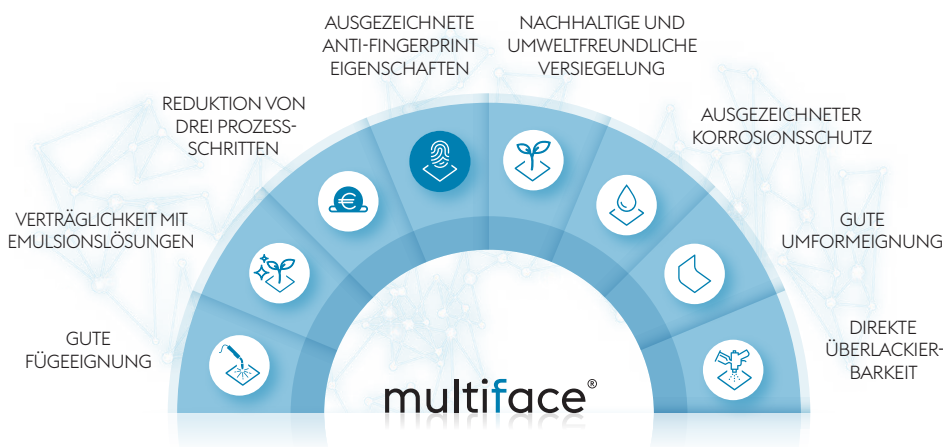 AUSGEZEICHNETE
ANTI-FINGERPRINT
EIGENSCHAFTEN
NACHHALTIGE UND
UMWELTFREUNDLICHE
VERSIEGELUNG
REDUKTION VON
DREI PROZESS-
SCHRITTEN
AUSGEZEICHNETER
KORROSIONSSCHUTZ
VERTRÄGLICHKEIT MIT
EMULSIONSLÖSUNGEN
GUTE
UMFORMEIGNUNG
GUTE
FÜGEEIGNUNG
DIREKTE
ÜBERLACKIER-
BARKEIT
€
multiface®